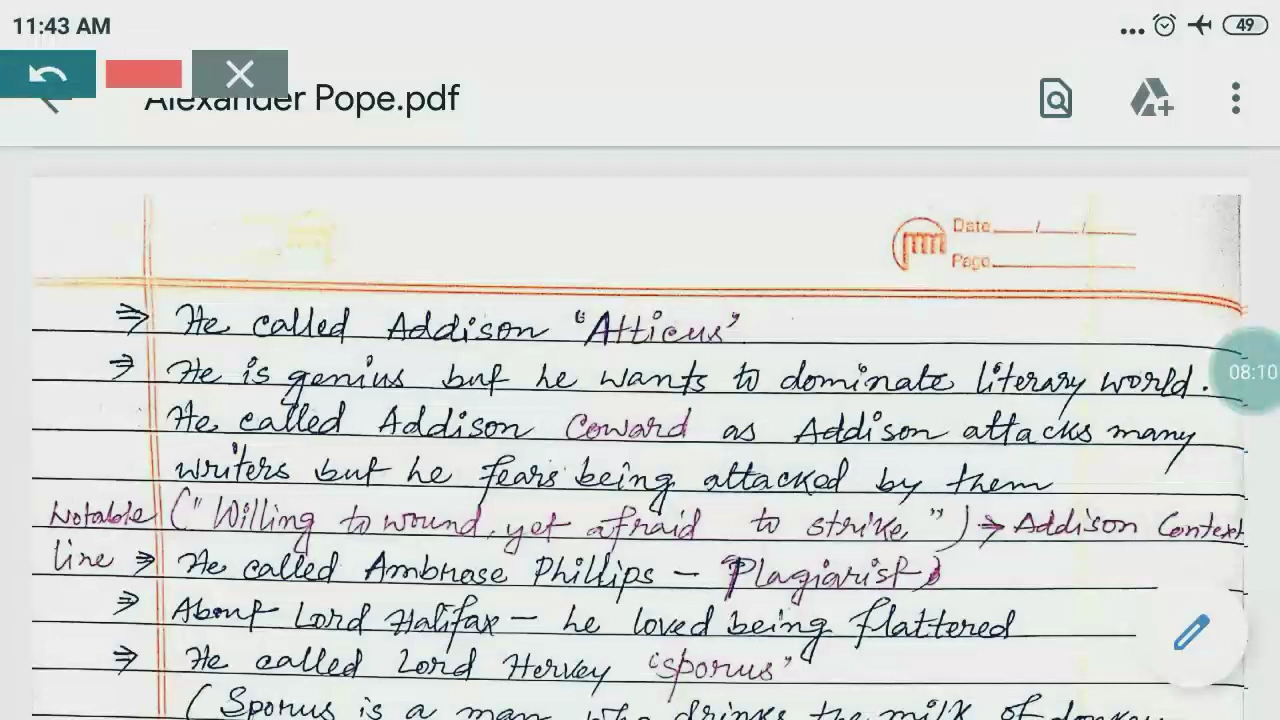 11:43 AM
49
Alexander Pope.pdf
Date __/__/__
Page
⇒ He called Addison "Atticus"
⇒ He is genius but he wants to dominate literary world.
08:10
He called Addison Coward as Addison attacks many
writers but he fears being attacked by them
Notable ("Willing to wound, yet afraid to strike,") → Addison Context
line ⇒ He called Ambrose Phillips – Plagiarist)
⇒ About Lord Halifax – he loved being flattered
⇒ He called Lord Hervey "Sporus"
(Sporus is a man who drinks the milk of donkey